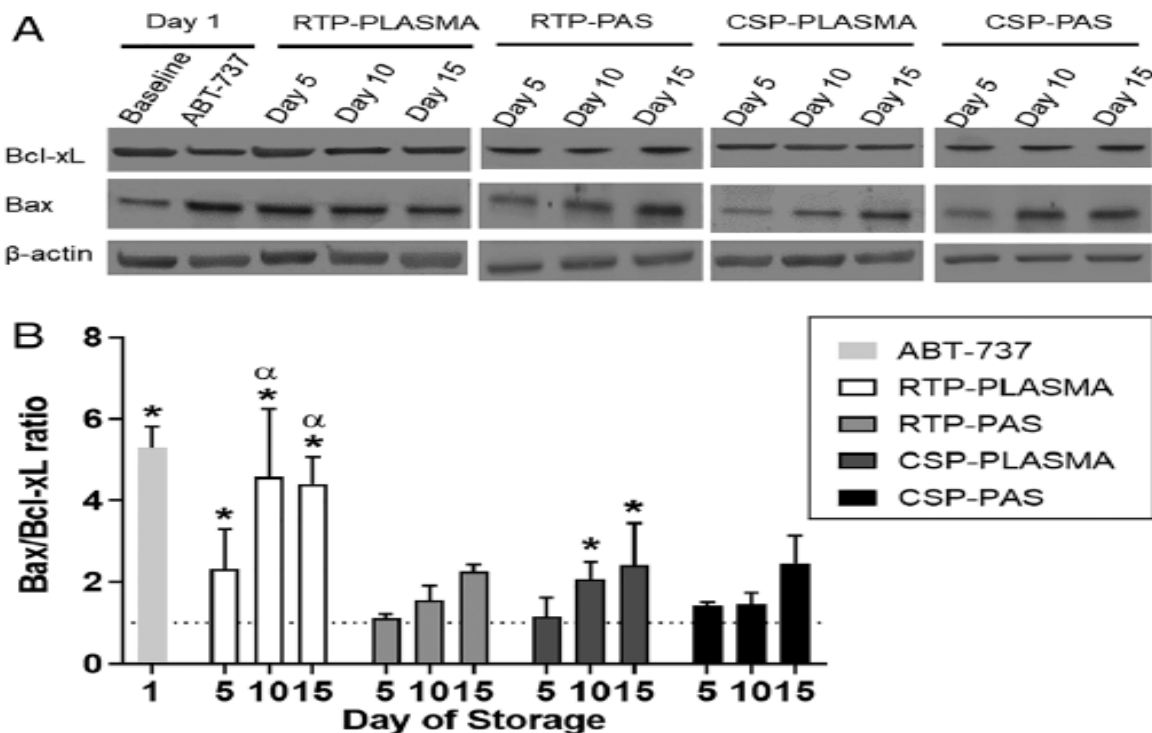 A
Day 1 RTP-PLASMA RTP-PAS CSP-PLASMA CSP-PAS
Baseline ABT-737 Day 5 Day 10 Day 15 Day 5 Day 10 Day 15 Day 5 Day 10 Day 15 Day 5 Day 10 Day 15
Bcl-xL
Bax
β-actin
B
Bax/Bcl-xL ratio
8
6
4
2
0
* * α * α * * *
1 5 10 15 5 10 15 5 10 15 5 10 15
Day of Storage
ABT-737
RTP-PLASMA
RTP-PAS
CSP-PLASMA
CSP-PAS